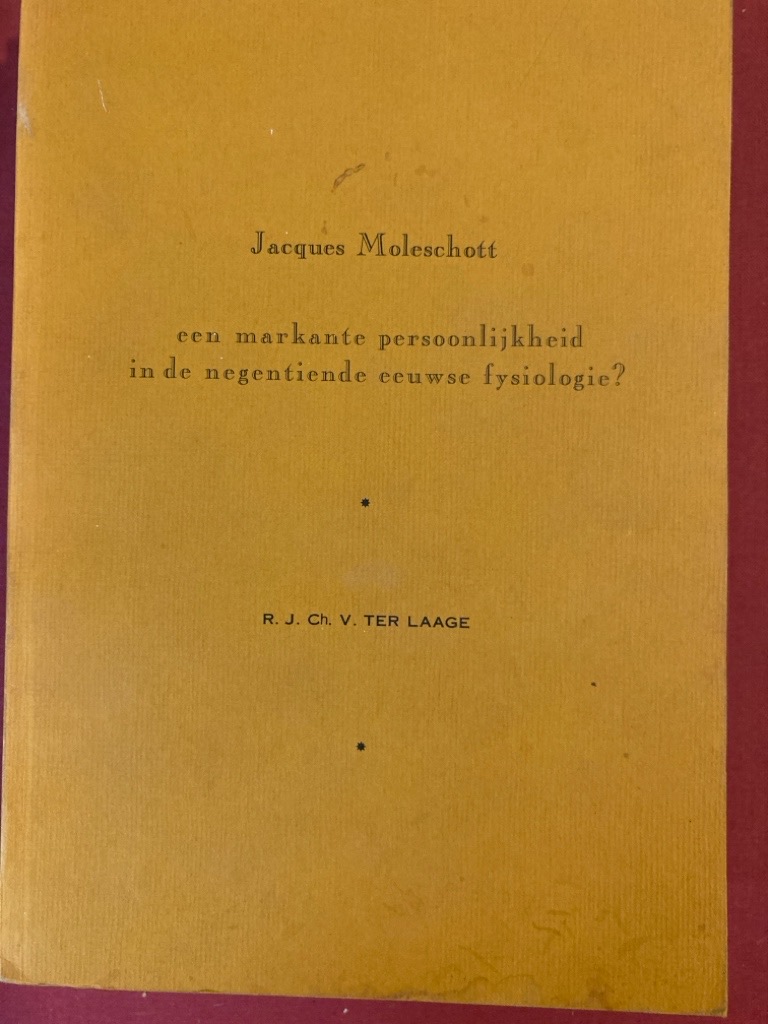 Jacques Moleschott
een markante persoonlijkheid
in de negentiende eeuwse fysiologie?
R. J. Ch. V. TER LAAGE